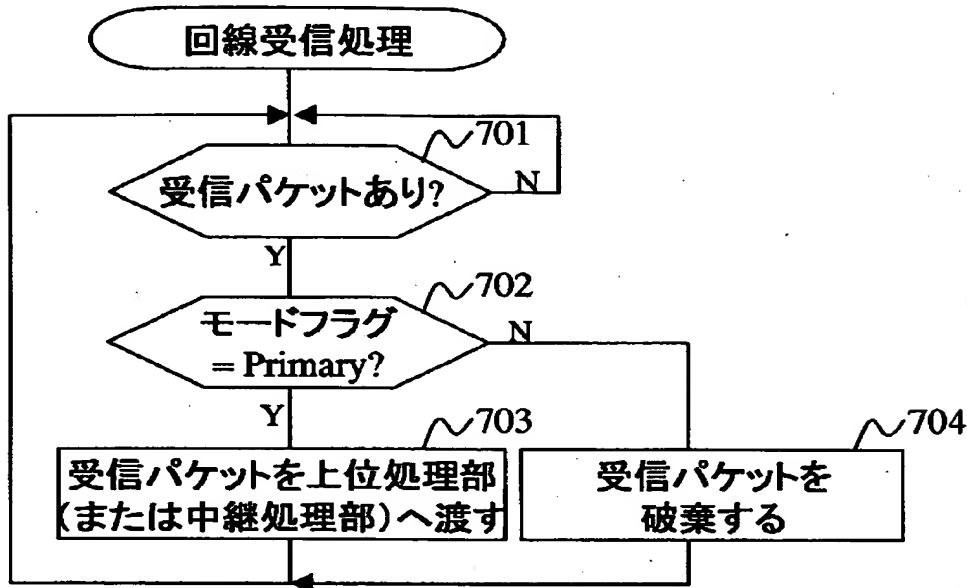 回線受信処理
701
受信パケットあり?
N
Y
702
モードフラグ
= Primary?
N
Y
703
受信パケットを上位処理部
(または中継処理部)へ渡す
704
受信パケットを
破棄する